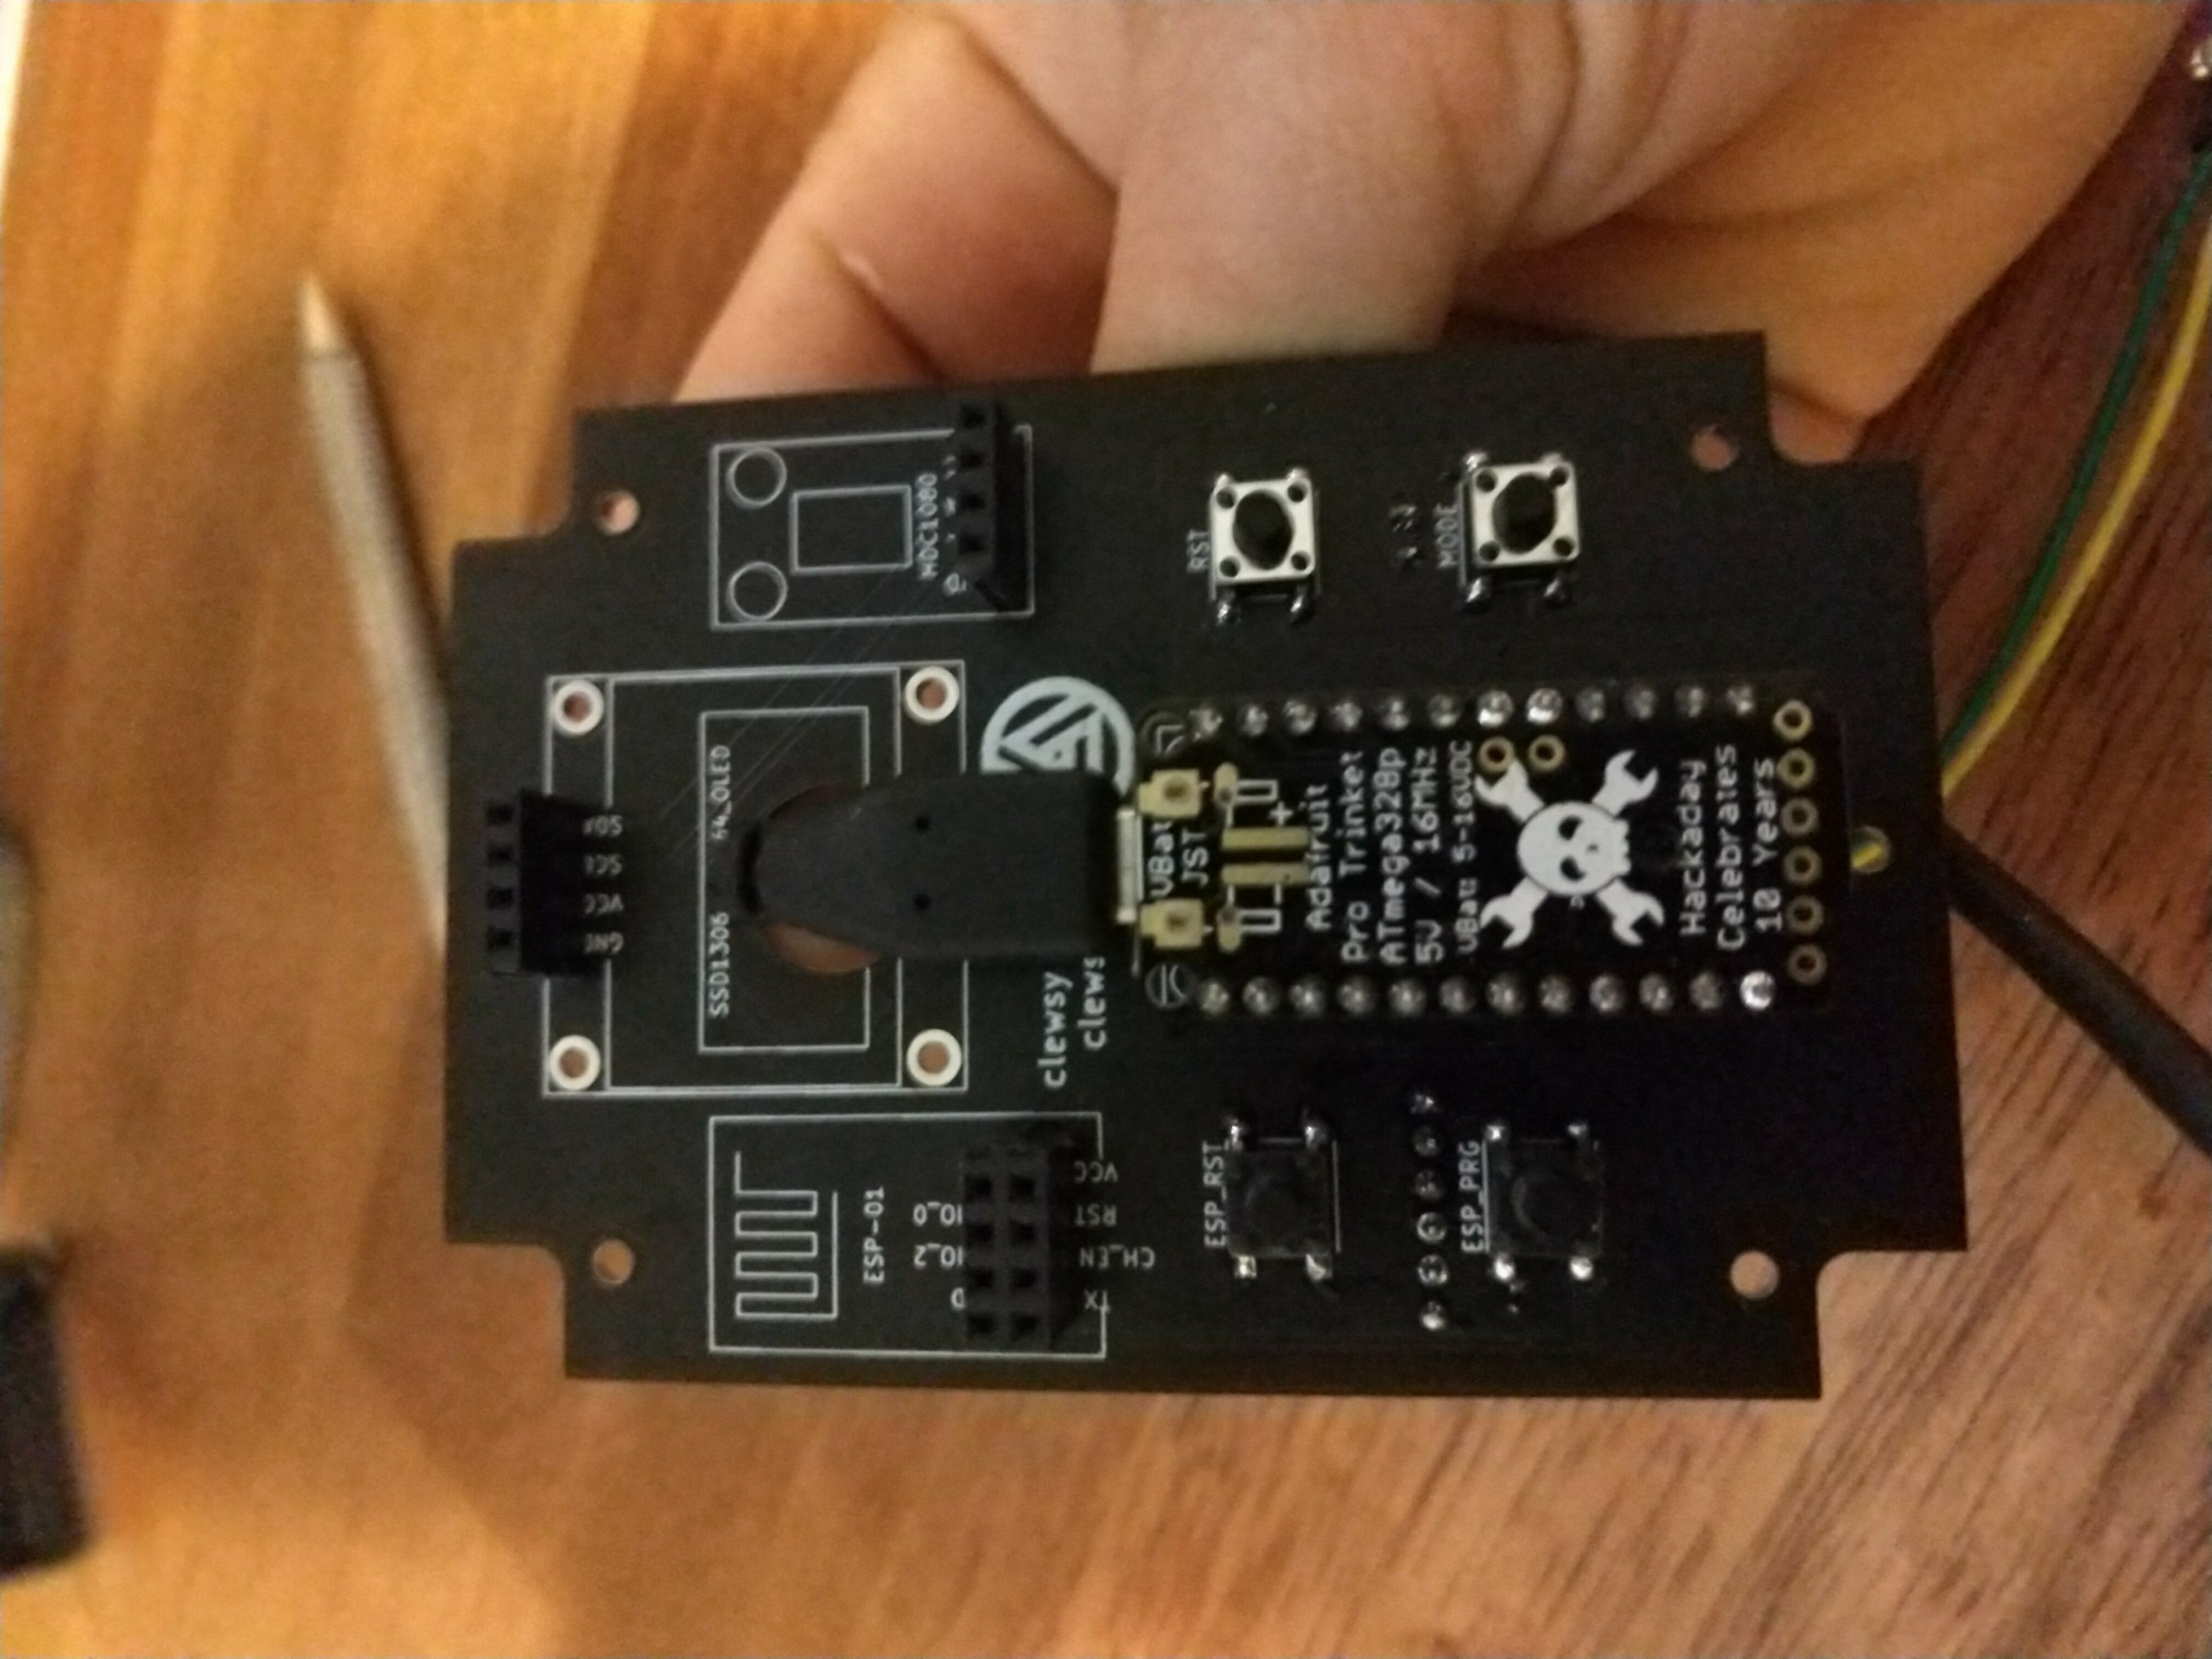 SSD1306
64_OLED
SDA
SCL
VCC
GND
HDC1080
ESP-01
VCC
RST
IO_0
CH_EN
IO_2
TX
clewsy
clews
RST
MODE
ESP_RST
ESP_PRG
VBat
JST
+
-
Adafruit
Pro Trinket
ATmega328p
5V / 16MHz
VBat 5-16VDC
Hackaday
Celebrates
10 Years